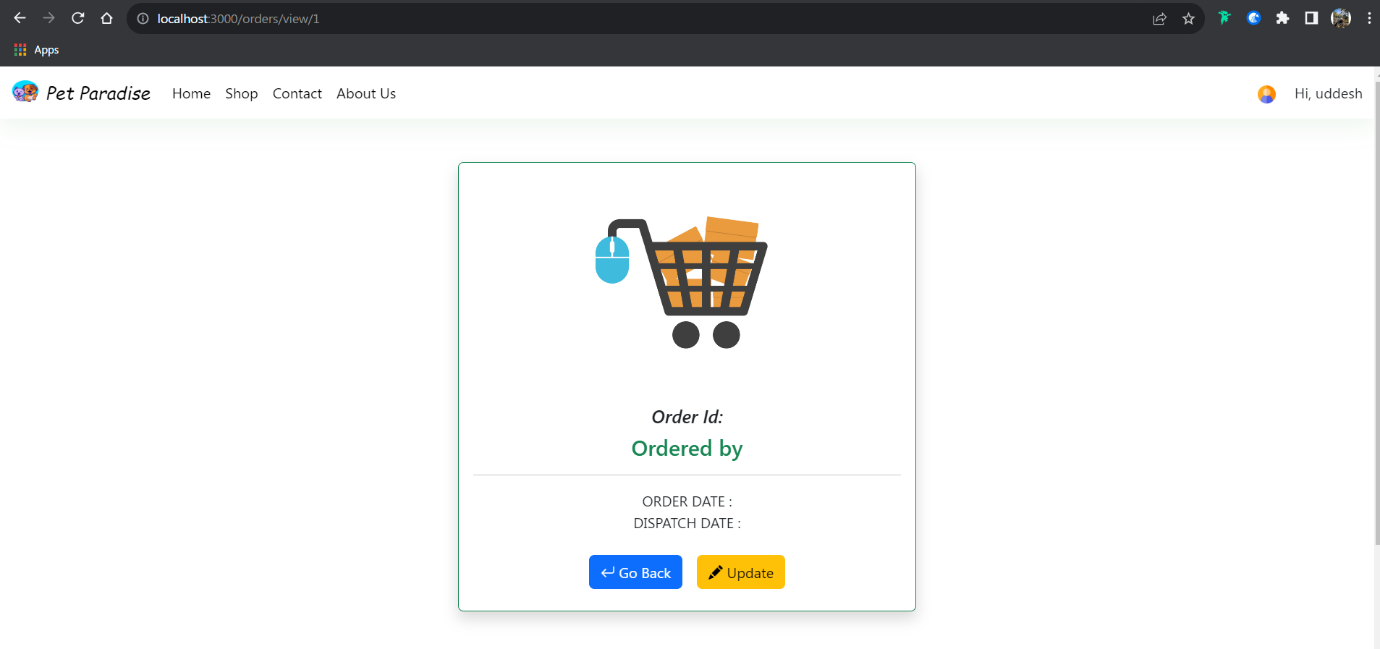 localhost:3000/orders/view/1
Apps
Pet Paradise Home Shop Contact About Us Hi, uddesh
Order Id:
Ordered by
ORDER DATE :
DISPATCH DATE :
Go Back Update